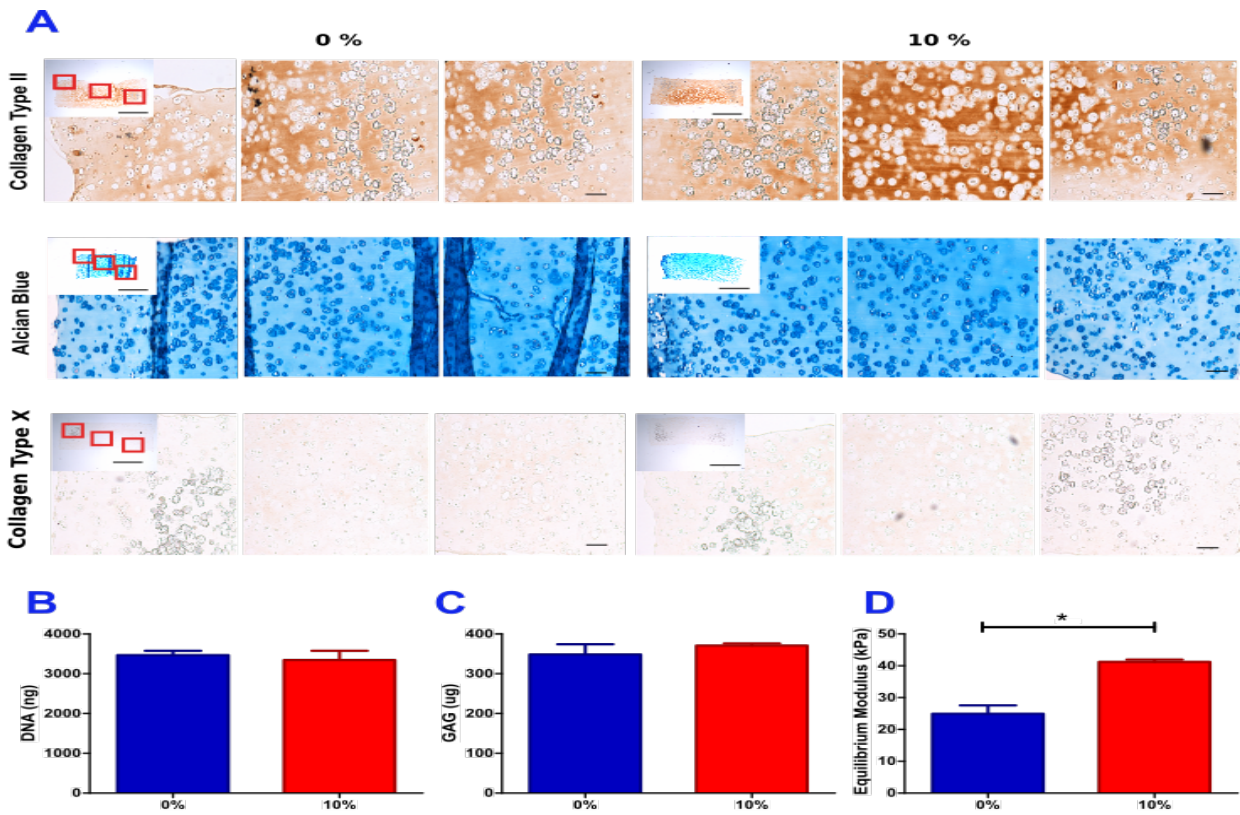 A
0 %
10 %
Collagen Type II
Alcian Blue
Collagen Type X
B
4000
3000
2000
1000
0
DNA (ng)
0%
10%
C
400
300
200
100
0
GAG (ug)
0%
10%
D
*
50
40
30
20
10
0
Equilibrium Modulus (kPa)
0%
10%